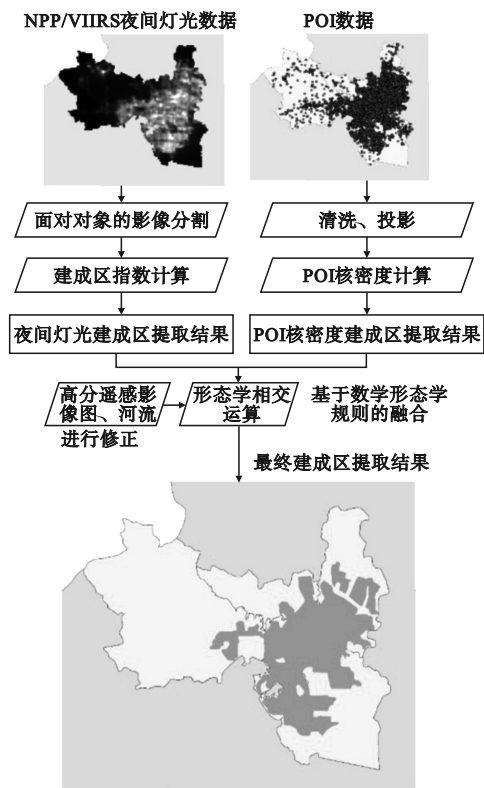 NPP/VIIRS夜间灯光数据
POI数据
面对对象的影像分割
清洗、投影
建成区指数计算
POI核密度计算
夜间灯光建成区提取结果
POI核密度建成区提取结果
高分遥感影
像图、河流
进行修正
形态学相交
运算
基于数学形态学
规则的融合
最终建成区提取结果